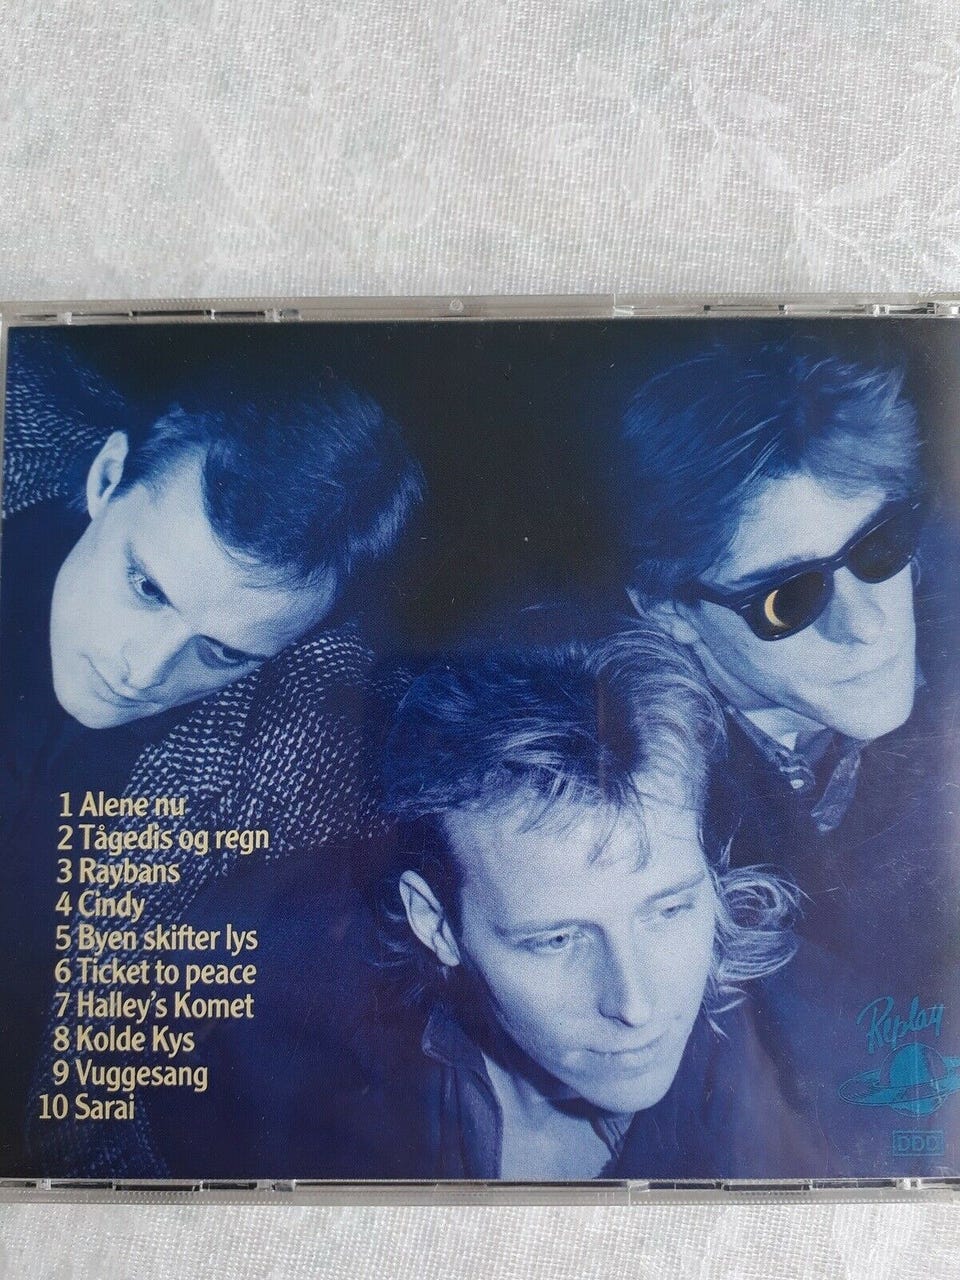 1 Alene nu
2 Tågedis og regn
3 Raybans
4 Cindy
5 Byen skifter lys
6 Ticket to peace
7 Halley's Komet
8 Kolde Kys
9 Vuggesang
10 Sarai
Replay
DDD